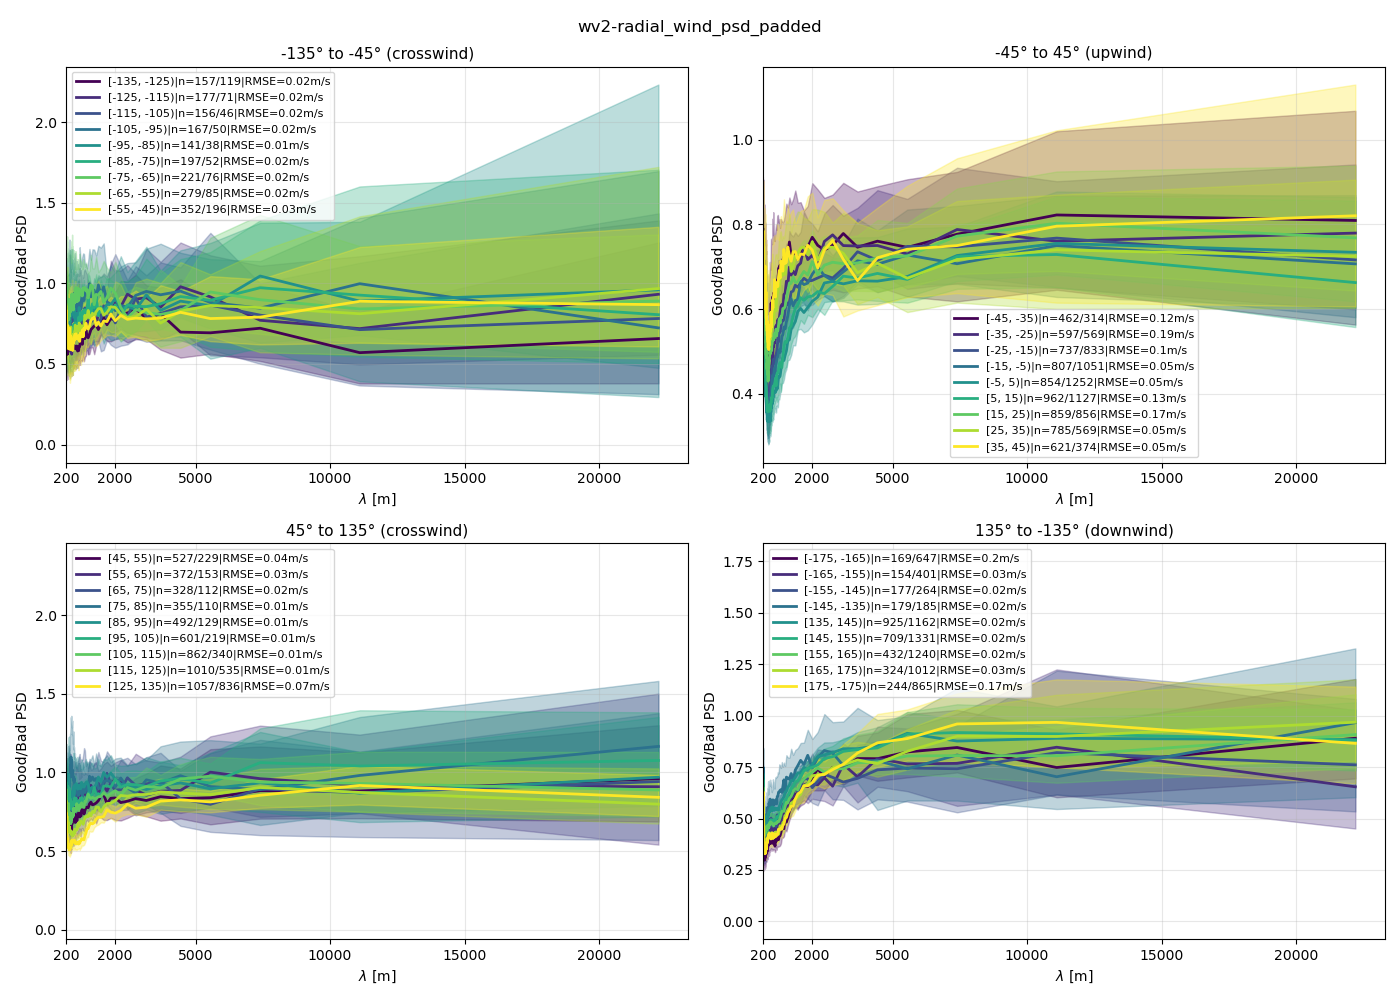 wv2-radial_wind_psd_padded
-135° to -45° (crosswind)
Good/Bad PSD
2.0
1.5
1.0
0.5
0.0
[-135, -125)|n=157/119|RMSE=0.02m/s
[-125, -115)|n=177/71|RMSE=0.02m/s
[-115, -105)|n=156/46|RMSE=0.02m/s
[-105, -95)|n=167/50|RMSE=0.02m/s
[-95, -85)|n=141/38|RMSE=0.01m/s
[-85, -75)|n=197/52|RMSE=0.02m/s
[-75, -65)|n=221/76|RMSE=0.02m/s
[-65, -55)|n=279/85|RMSE=0.02m/s
[-55, -45)|n=352/196|RMSE=0.03m/s
200 2000 5000 10000 15000 20000
λ [m]
-45° to 45° (upwind)
Good/Bad PSD
1.0
0.8
0.6
0.4
[-45, -35)|n=462/314|RMSE=0.12m/s
[-35, -25)|n=597/569|RMSE=0.19m/s
[-25, -15)|n=737/833|RMSE=0.1m/s
[-15, -5)|n=807/1051|RMSE=0.05m/s
[-5, 5)|n=854/1252|RMSE=0.05m/s
[5, 15)|n=962/1127|RMSE=0.13m/s
[15, 25)|n=859/856|RMSE=0.17m/s
[25, 35)|n=785/569|RMSE=0.05m/s
[35, 45)|n=621/374|RMSE=0.05m/s
200 2000 5000 10000 15000 20000
λ [m]
45° to 135° (crosswind)
Good/Bad PSD
2.0
1.5
1.0
0.5
0.0
[45, 55)|n=527/229|RMSE=0.04m/s
[55, 65)|n=372/153|RMSE=0.03m/s
[65, 75)|n=328/112|RMSE=0.02m/s
[75, 85)|n=355/110|RMSE=0.01m/s
[85, 95)|n=492/129|RMSE=0.01m/s
[95, 105)|n=601/219|RMSE=0.01m/s
[105, 115)|n=862/340|RMSE=0.01m/s
[115, 125)|n=1010/535|RMSE=0.01m/s
[125, 135)|n=1057/836|RMSE=0.07m/s
200 2000 5000 10000 15000 20000
λ [m]
135° to -135° (downwind)
Good/Bad PSD
1.75
1.50
1.25
1.00
0.75
0.50
0.25
0.00
[-175, -165)|n=169/647|RMSE=0.2m/s
[-165, -155)|n=154/401|RMSE=0.03m/s
[-155, -145)|n=177/264|RMSE=0.02m/s
[-145, -135)|n=179/185|RMSE=0.02m/s
[135, 145)|n=925/1162|RMSE=0.02m/s
[145, 155)|n=709/1331|RMSE=0.02m/s
[155, 165)|n=432/1240|RMSE=0.02m/s
[165, 175)|n=324/1012|RMSE=0.03m/s
[175, -175)|n=244/865|RMSE=0.17m/s
200 2000 5000 10000 15000 20000
λ [m]